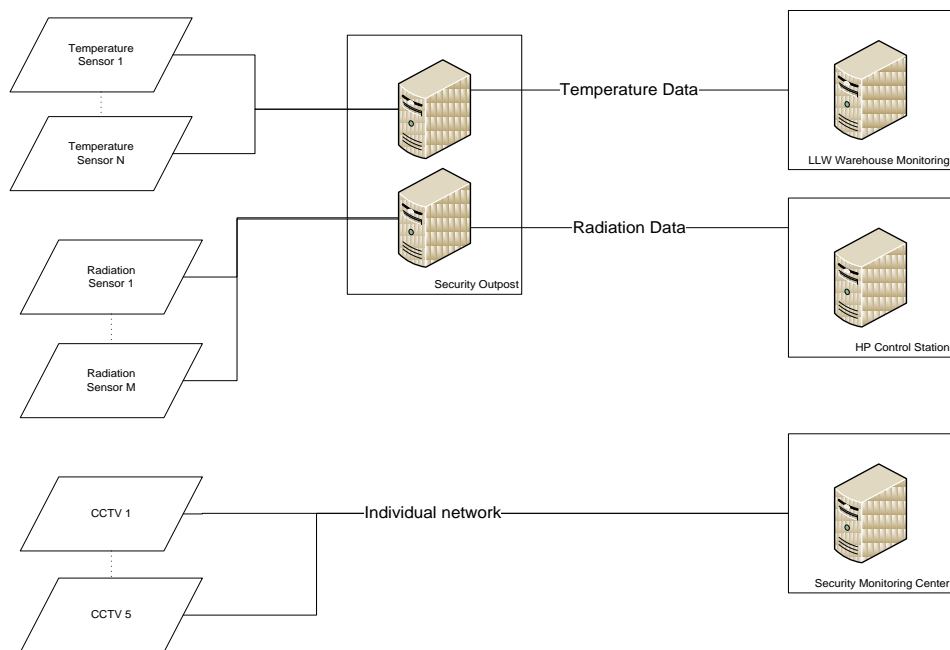 Temperature
Sensor 1
Temperature
Sensor N
Temperature Data
LLW Warehouse Monitoring
Radiation
Sensor 1
Radiation
Sensor M
Security Outpost
Radiation Data
HP Control Station
CCTV 1
CCTV 5
Individual network
Security Monitoring Center